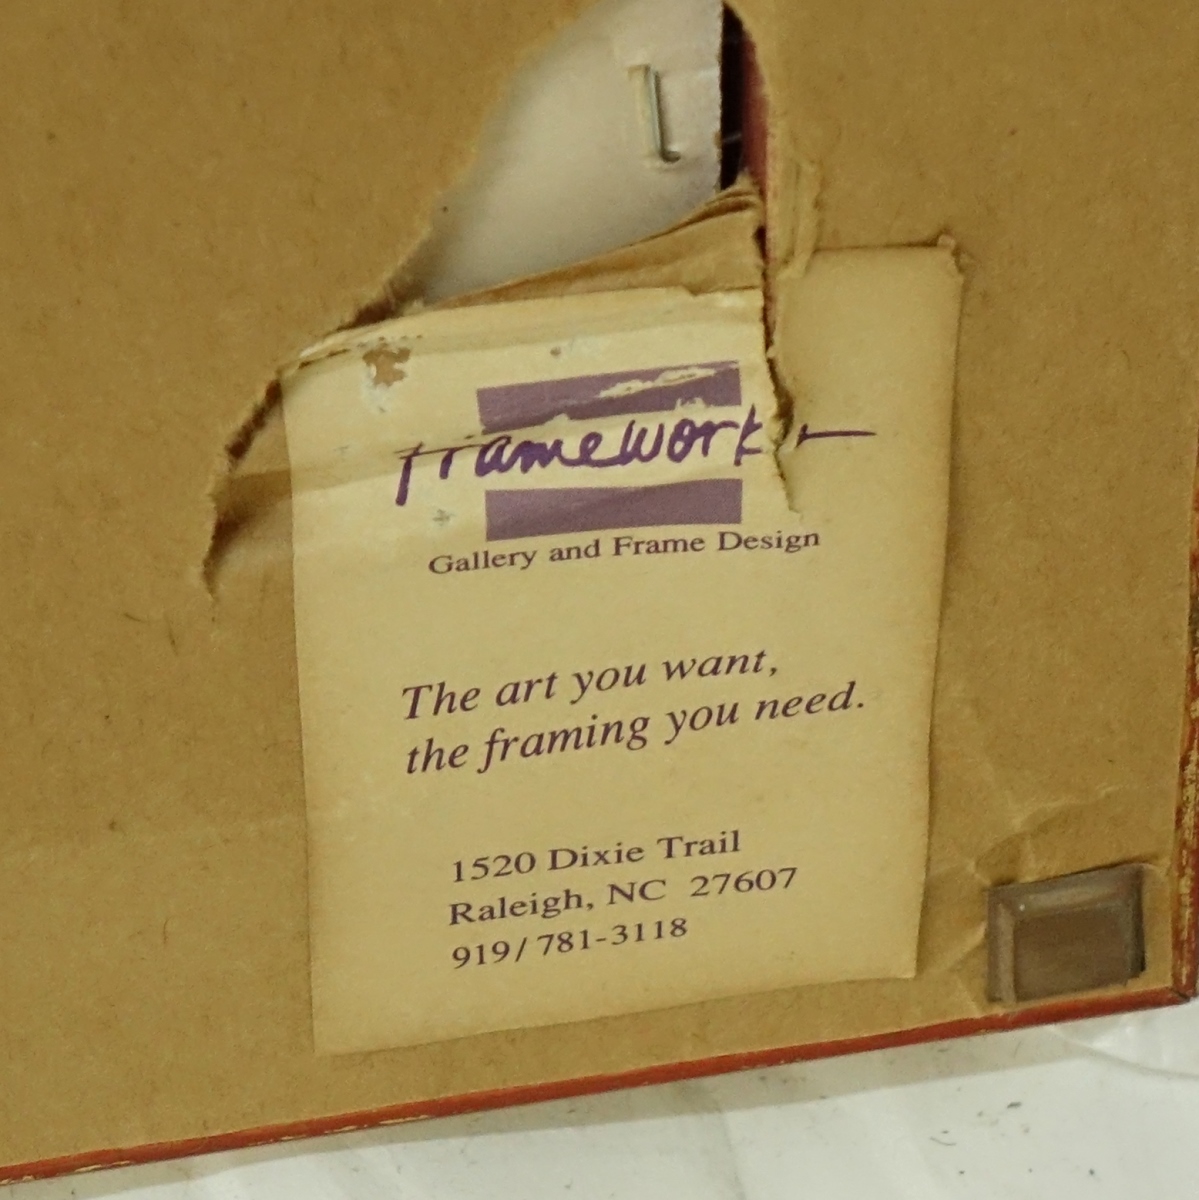 Framework
Gallery and Frame Design
The art you want,
the framing you need.
1520 Dixie Trail
Raleigh, NC 27607
919/781-3118